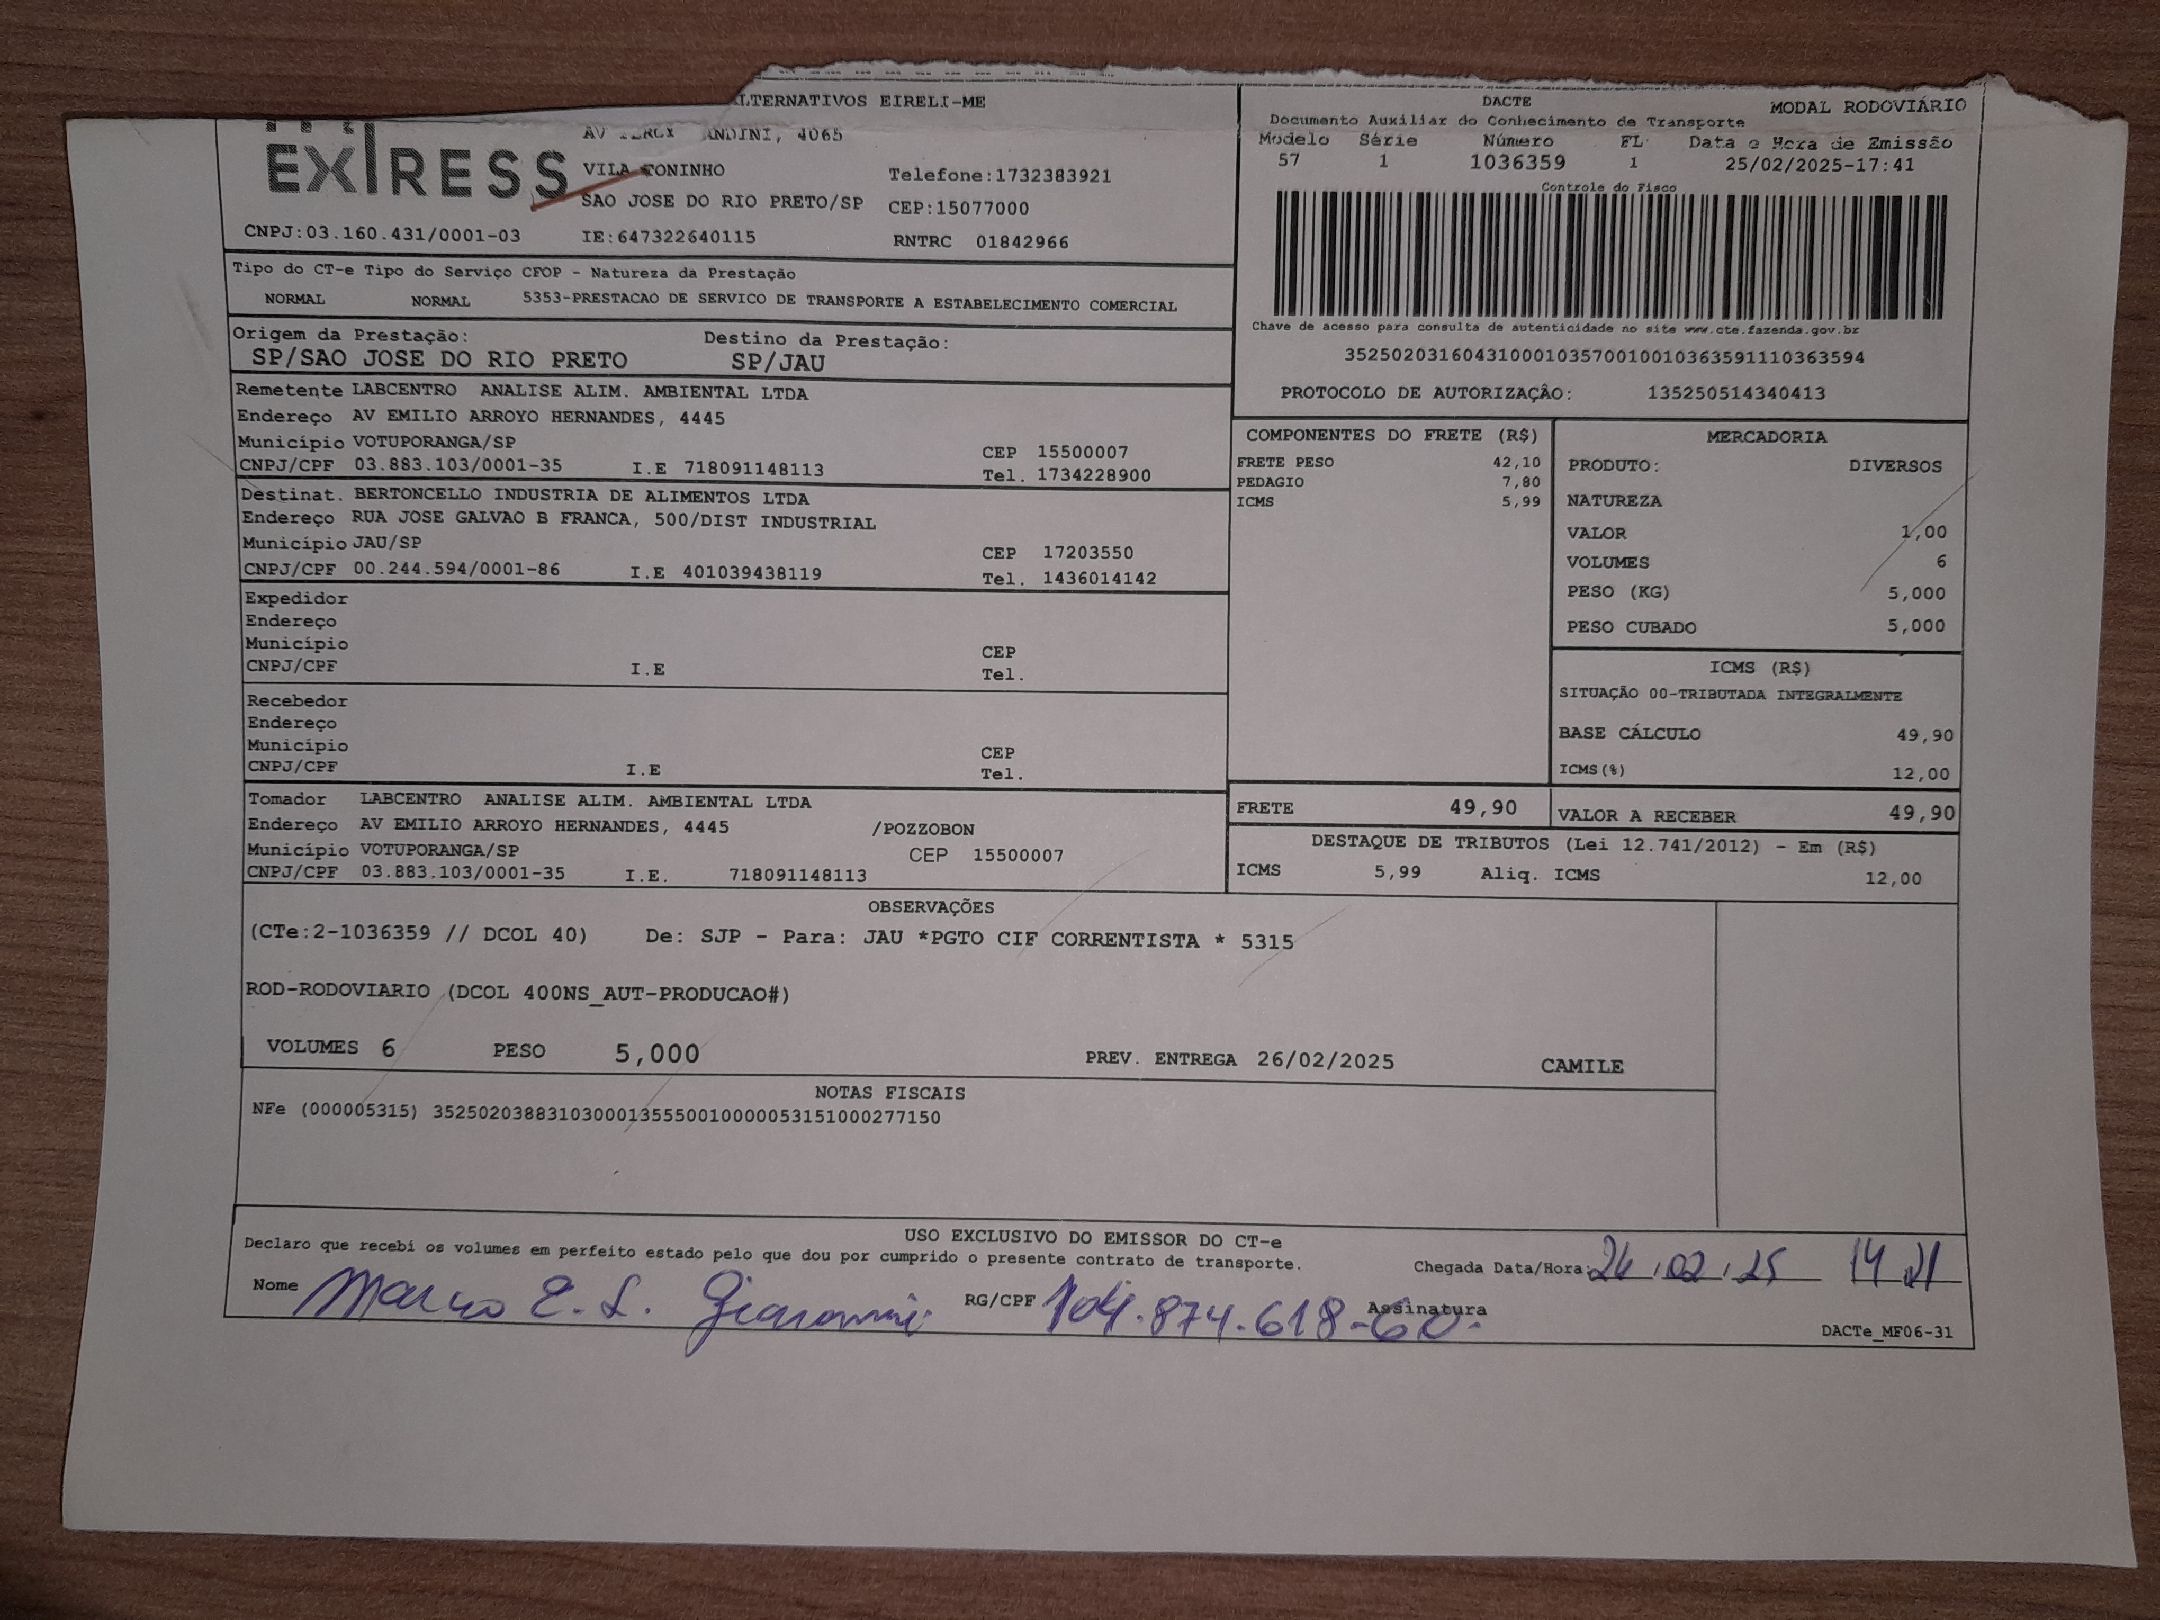 LTERNATIVOS EIRELI-ME
AV ANDINI, 4065
EXPRESS
VILA TONINHO
Telefone:1732383921
SAO JOSE DO RIO PRETO/SP
CEP:15077000
CNPJ:03.160.431/0001-03
IE:647322640115
RNTRC 01842966
DACTE
MODAL RODOVIÁRIO
Documento Auxiliar do Conhecimento de Transporte
Modelo Série Número FL Data e Hora de Emissão
57 1 1036359 1 25/02/2025-17:41
Controle do Fisco
Chave de acesso para consulta de autenticidade no site www.cte.fazenda.gov.br
35250203160431000103570010010363591110363594
PROTOCOLO DE AUTORIZAÇÃO: 135250514340413
Tipo do CT-e Tipo do Serviço CFOP - Natureza da Prestação
NORMAL NORMAL 5353-PRESTACAO DE SERVICO DE TRANSPORTE A ESTABELECIMENTO COMERCIAL
Origem da Prestação: Destino da Prestação:
SP/SAO JOSE DO RIO PRETO SP/JAU
Remetente LABCENTRO ANALISE ALIM. AMBIENTAL LTDA
Endereço AV EMILIO ARROYO HERNANDES, 4445
Município VOTUPORANGA/SP CEP 15500007
CNPJ/CPF 03.883.103/0001-35 I.E 718091148113 Tel. 1734228900
Destinat. BERTONCELLO INDUSTRIA DE ALIMENTOS LTDA
Endereço RUA JOSE GALVAO B FRANCA, 500/DIST INDUSTRIAL
Município JAU/SP CEP 17203550
CNPJ/CPF 00.244.594/0001-86 I.E 401039438119 Tel. 1436014142
Expedidor
Endereço
Município CEP
CNPJ/CPF I.E Tel.
Recebedor
Endereço
Município CEP
CNPJ/CPF I.E Tel.
Tomador LABCENTRO ANALISE ALIM. AMBIENTAL LTDA
Endereço AV EMILIO ARROYO HERNANDES, 4445 /POZZOBON
Município VOTUPORANGA/SP CEP 15500007
CNPJ/CPF 03.883.103/0001-35 I.E. 718091148113
COMPONENTES DO FRETE (R$)
FRETE PESO 42,10
PEDAGIO 7,80
ICMS 5,99
MERCADORIA
PRODUTO: DIVERSOS
NATUREZA
VALOR 1,00
VOLUMES 6
PESO (KG) 5,000
PESO CUBADO 5,000
ICMS (R$)
SITUAÇÃO 00-TRIBUTADA INTEGRALMENTE
BASE CÁLCULO 49,90
ICMS(%) 12,00
FRETE 49,90 VALOR A RECEBER 49,90
DESTAQUE DE TRIBUTOS (Lei 12.741/2012) - Em (R$)
ICMS 5,99 Aliq. ICMS 12,00
OBSERVAÇÕES
(CTe:2-1036359 // DCOL 40) De: SJP - Para: JAU *PGTO CIF CORRENTISTA * 5315
ROD-RODOVIARIO (DCOL 400NS_AUT-PRODUCAO#)
VOLUMES 6 PESO 5,000 PREV. ENTREGA 26/02/2025 CAMILE
NOTAS FISCAIS
NFe (000005315) 35250203883103000135550010000053151000277150
USO EXCLUSIVO DO EMISSOR DO CT-e
Declaro que recebi os volumes em perfeito estado pelo que dou por cumprido o presente contrato de transporte.
Chegada Data/Hora: 26.02.25 14 21
Nome Marcio E. L. RG/CPF 104.874.618-60. Assinatura
DACTe_MF06-31